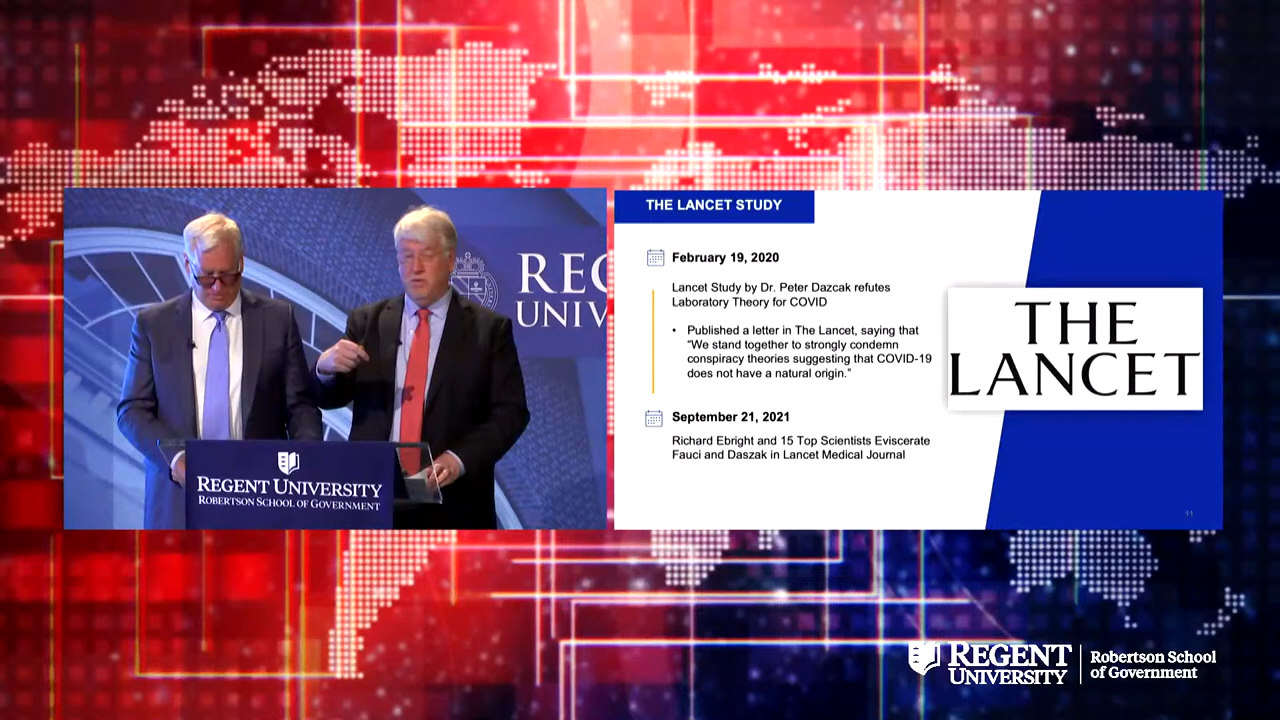 REG
UNIV
REGENT UNIVERSITY
ROBERTSON SCHOOL OF GOVERNMENT
THE LANCET STUDY
February 19, 2020
Lancet Study by Dr. Peter Dazcak refutes
Laboratory Theory for COVID
• Published a letter in The Lancet, saying that
"We stand together to strongly condemn
conspiracy theories suggesting that COVID-19
does not have a natural origin."
September 21, 2021
Richard Ebright and 15 Top Scientists Eviscerate
Fauci and Daszak in Lancet Medical Journal
THE
LANCET
11
REGENT
UNIVERSITY
Robertson School
of Government